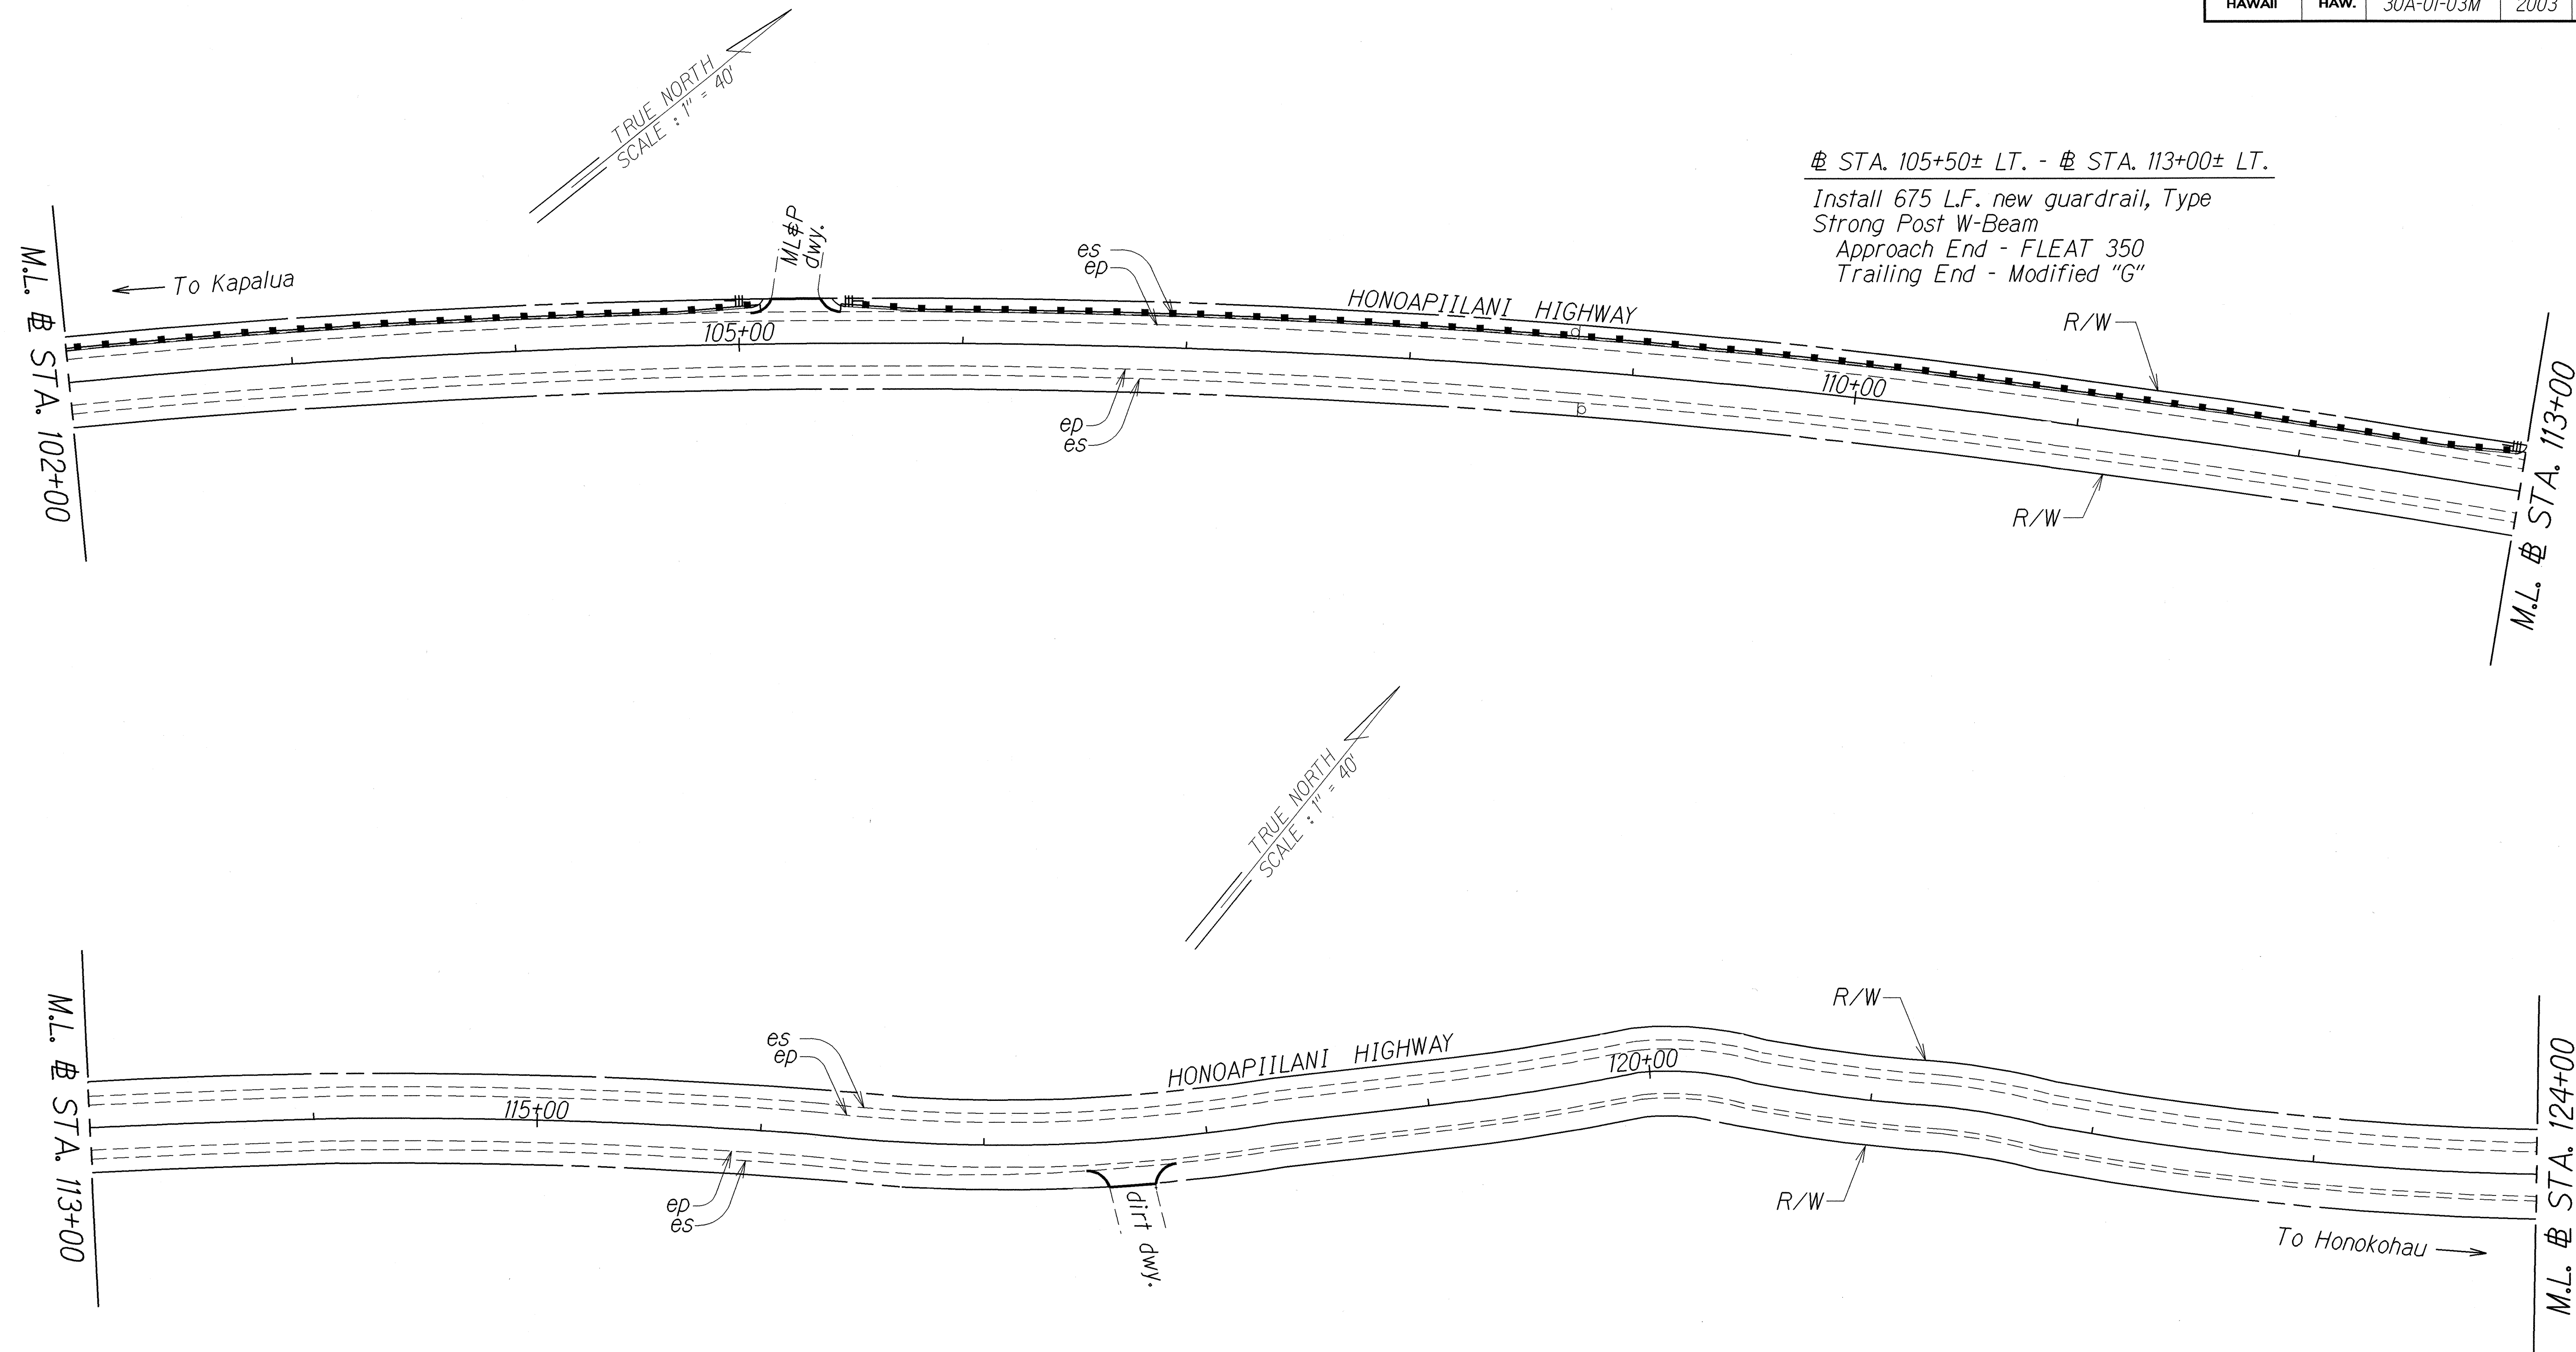 HAWAII HAW. 30A-01-03M 2003
TRUE NORTH
SCALE : 1" = 40'
℄ STA. 105+50± LT. - ℄ STA. 113+00± LT.
Install 675 L.F. new guardrail, Type
Strong Post W-Beam
Approach End - FLEAT 350
Trailing End - Modified "G"
M.L. ℄ STA. 102+00
To Kapalua
ML&P
dwy.
es
ep
HONOAPIILANI HIGHWAY
R/W
105+00
110+00
ep
es
R/W
M.L. ℄ STA. 113+00
TRUE NORTH
SCALE : 1" = 40'
M.L. ℄ STA. 113+00
es
ep
HONOAPIILANI HIGHWAY
R/W
115+00
120+00
ep
es
dirt dwy.
R/W
To Honokohau
M.L. ℄ STA. 124+00